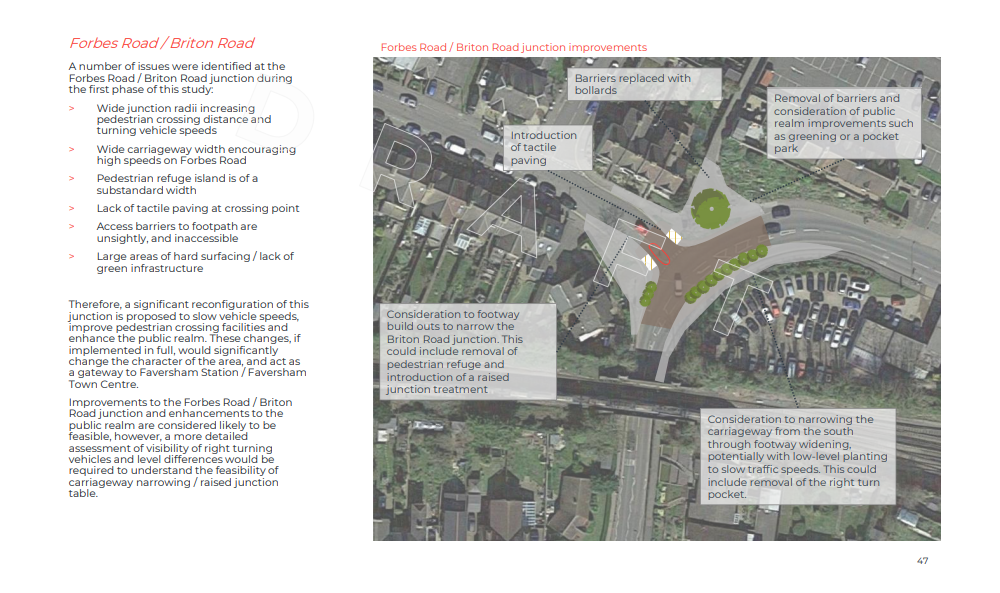 Forbes Road / Briton Road
A number of issues were identified at the
Forbes Road / Briton Road junction during
the first phase of this study:
> Wide junction radii increasing
pedestrian crossing distance and
turning vehicle speeds
> Wide carriageway width encouraging
high speeds on Forbes Road
> Pedestrian refuge island is of a
substandard width
> Lack of tactile paving at crossing point
> Access barriers to footpath are
unsightly, and inaccessible
> Large areas of hard surfacing / lack of
green infrastructure
Therefore, a significant reconfiguration of this
junction is proposed to slow vehicle speeds,
improve pedestrian crossing facilities and
enhance the public realm. These changes, if
implemented in full, would significantly
change the character of the area, and act as
a gateway to Faversham Station / Faversham
Town Centre.
Improvements to the Forbes Road / Briton
Road junction and enhancements to the
public realm are considered likely to be
feasible, however, a more detailed
assessment of visibility of right turning
vehicles and level differences would be
required to understand the feasibility of
carriageway narrowing / raised junction
table.
Forbes Road / Briton Road junction improvements
Barriers replaced with
bollards
Removal of barriers and
consideration of public
realm improvements such
as greening or a pocket
park
Introduction
of tactile
paving
Consideration to footway
build outs to narrow the
Briton Road junction. This
could include removal of
pedestrian refuge and
introduction of a raised
junction treatment
Consideration to narrowing the
carriageway from the south
through footway widening,
potentially with low-level planting
to slow traffic speeds. This could
include removal of the right turn
pocket.
DRAFT
47